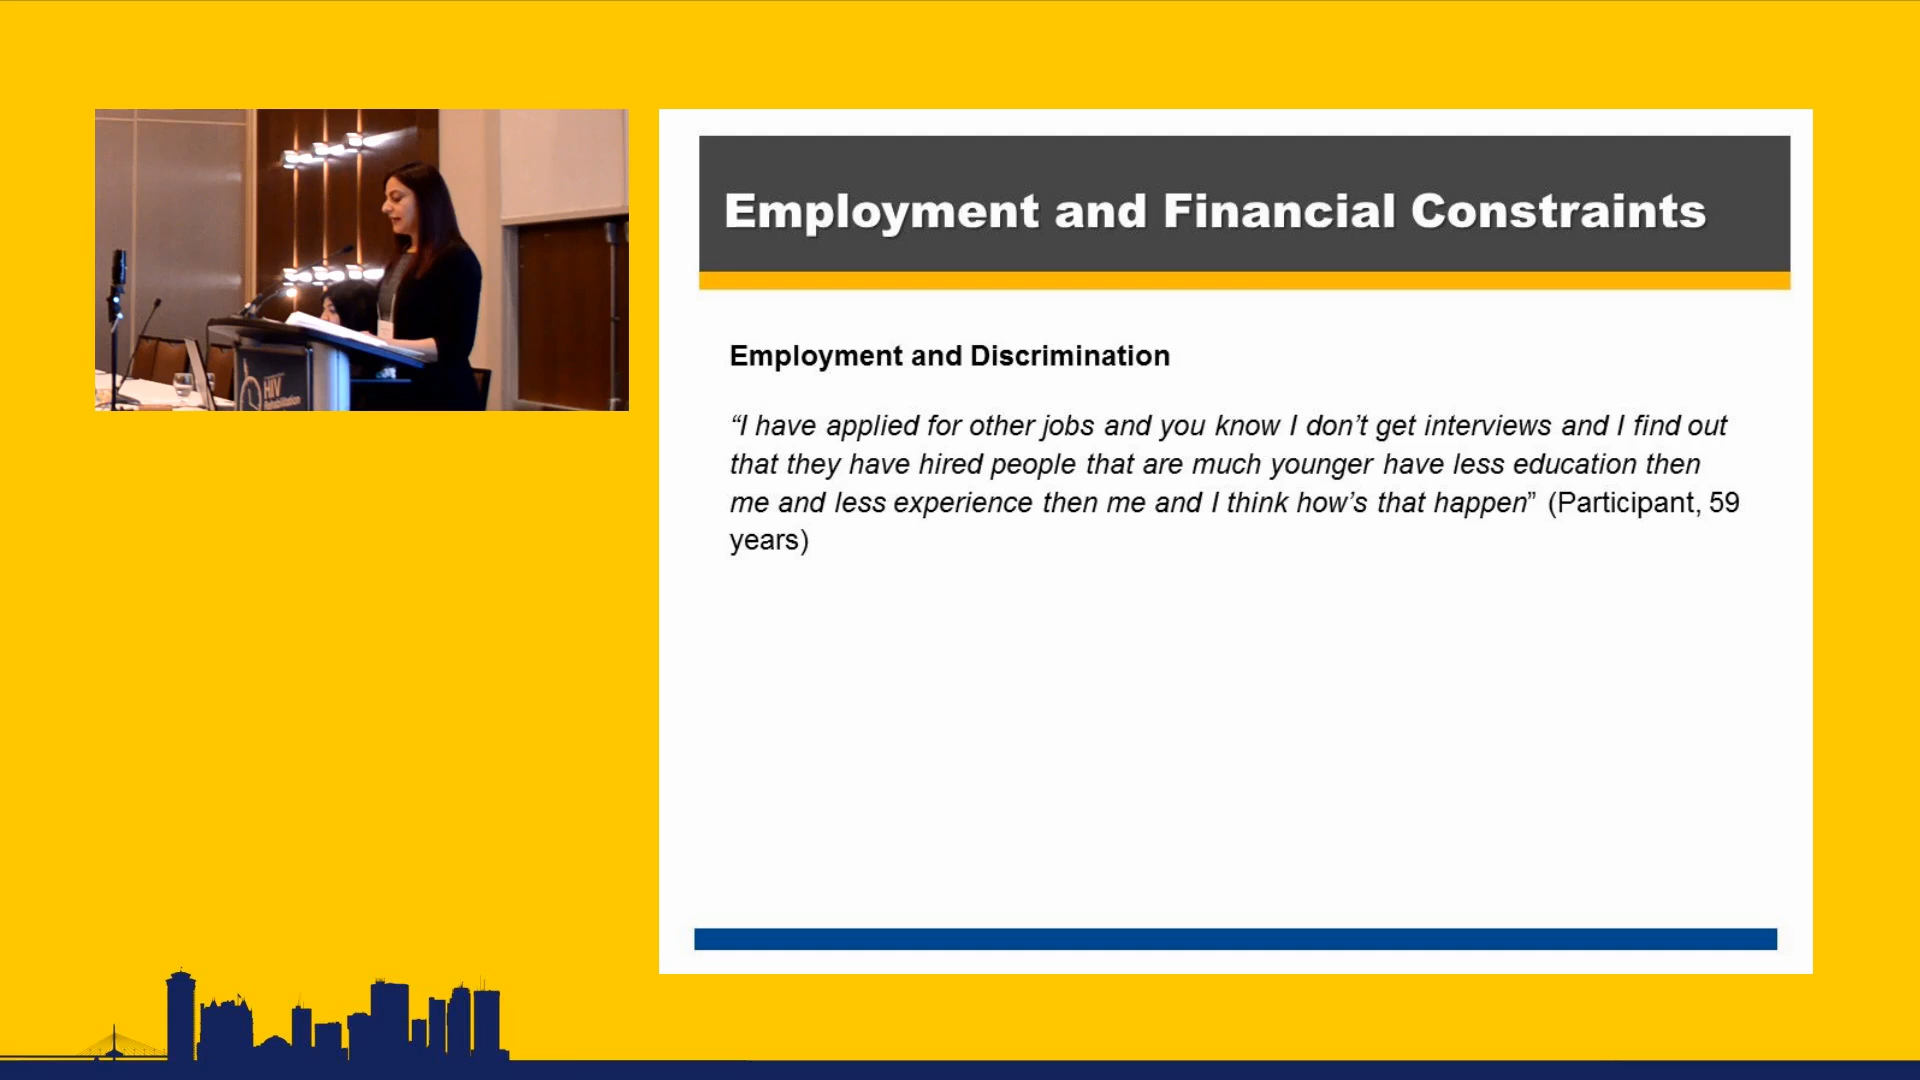 Employment and Financial Constraints
Employment and Discrimination
“I have applied for other jobs and you know I don’t get interviews and I find out
that they have hired people that are much younger have less education then
me and less experience then me and I think how’s that happen” (Participant, 59
years)
HIV
Rehabilitation